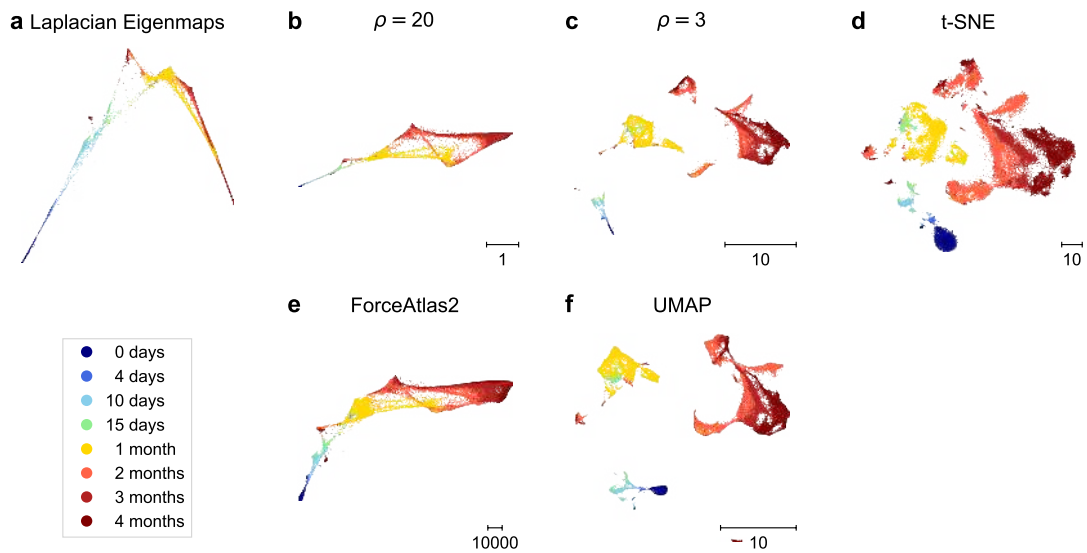 a Laplacian Eigenmaps
b ρ = 20
c ρ = 3
d t-SNE
1
10
10
e ForceAtlas2
f UMAP
0 days
4 days
10 days
15 days
1 month
2 months
3 months
4 months
10000
10